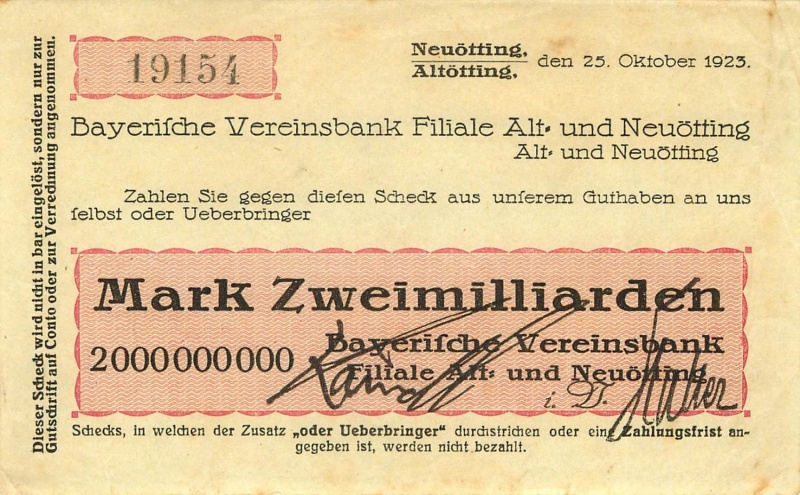 Dieser Scheck wird nicht in bar eingelöst, sondern nur zur
Gutschrift auf Conto oder zur Verrechnung angenommen.
19154
Neuötting,
Altötting,
den 25. Oktober 1923.
Bayeriſche Vereinsbank Filiale Alt- und Neuötting
Alt- und Neuötting
Zahlen Sie gegen dieſen Scheck aus unſerem Guthaben an uns
ſelbst oder Ueberbringer
Mark Zweimilliarden
2000000000
Bayeriſche Vereinsbank
Filiale Alt- und Neuötting
Schecks, in welchen der Zusatz „oder Ueberbringer" durchstrichen oder eine Zahlungsfrist an-
gegeben ist, werden nicht bezahlt.